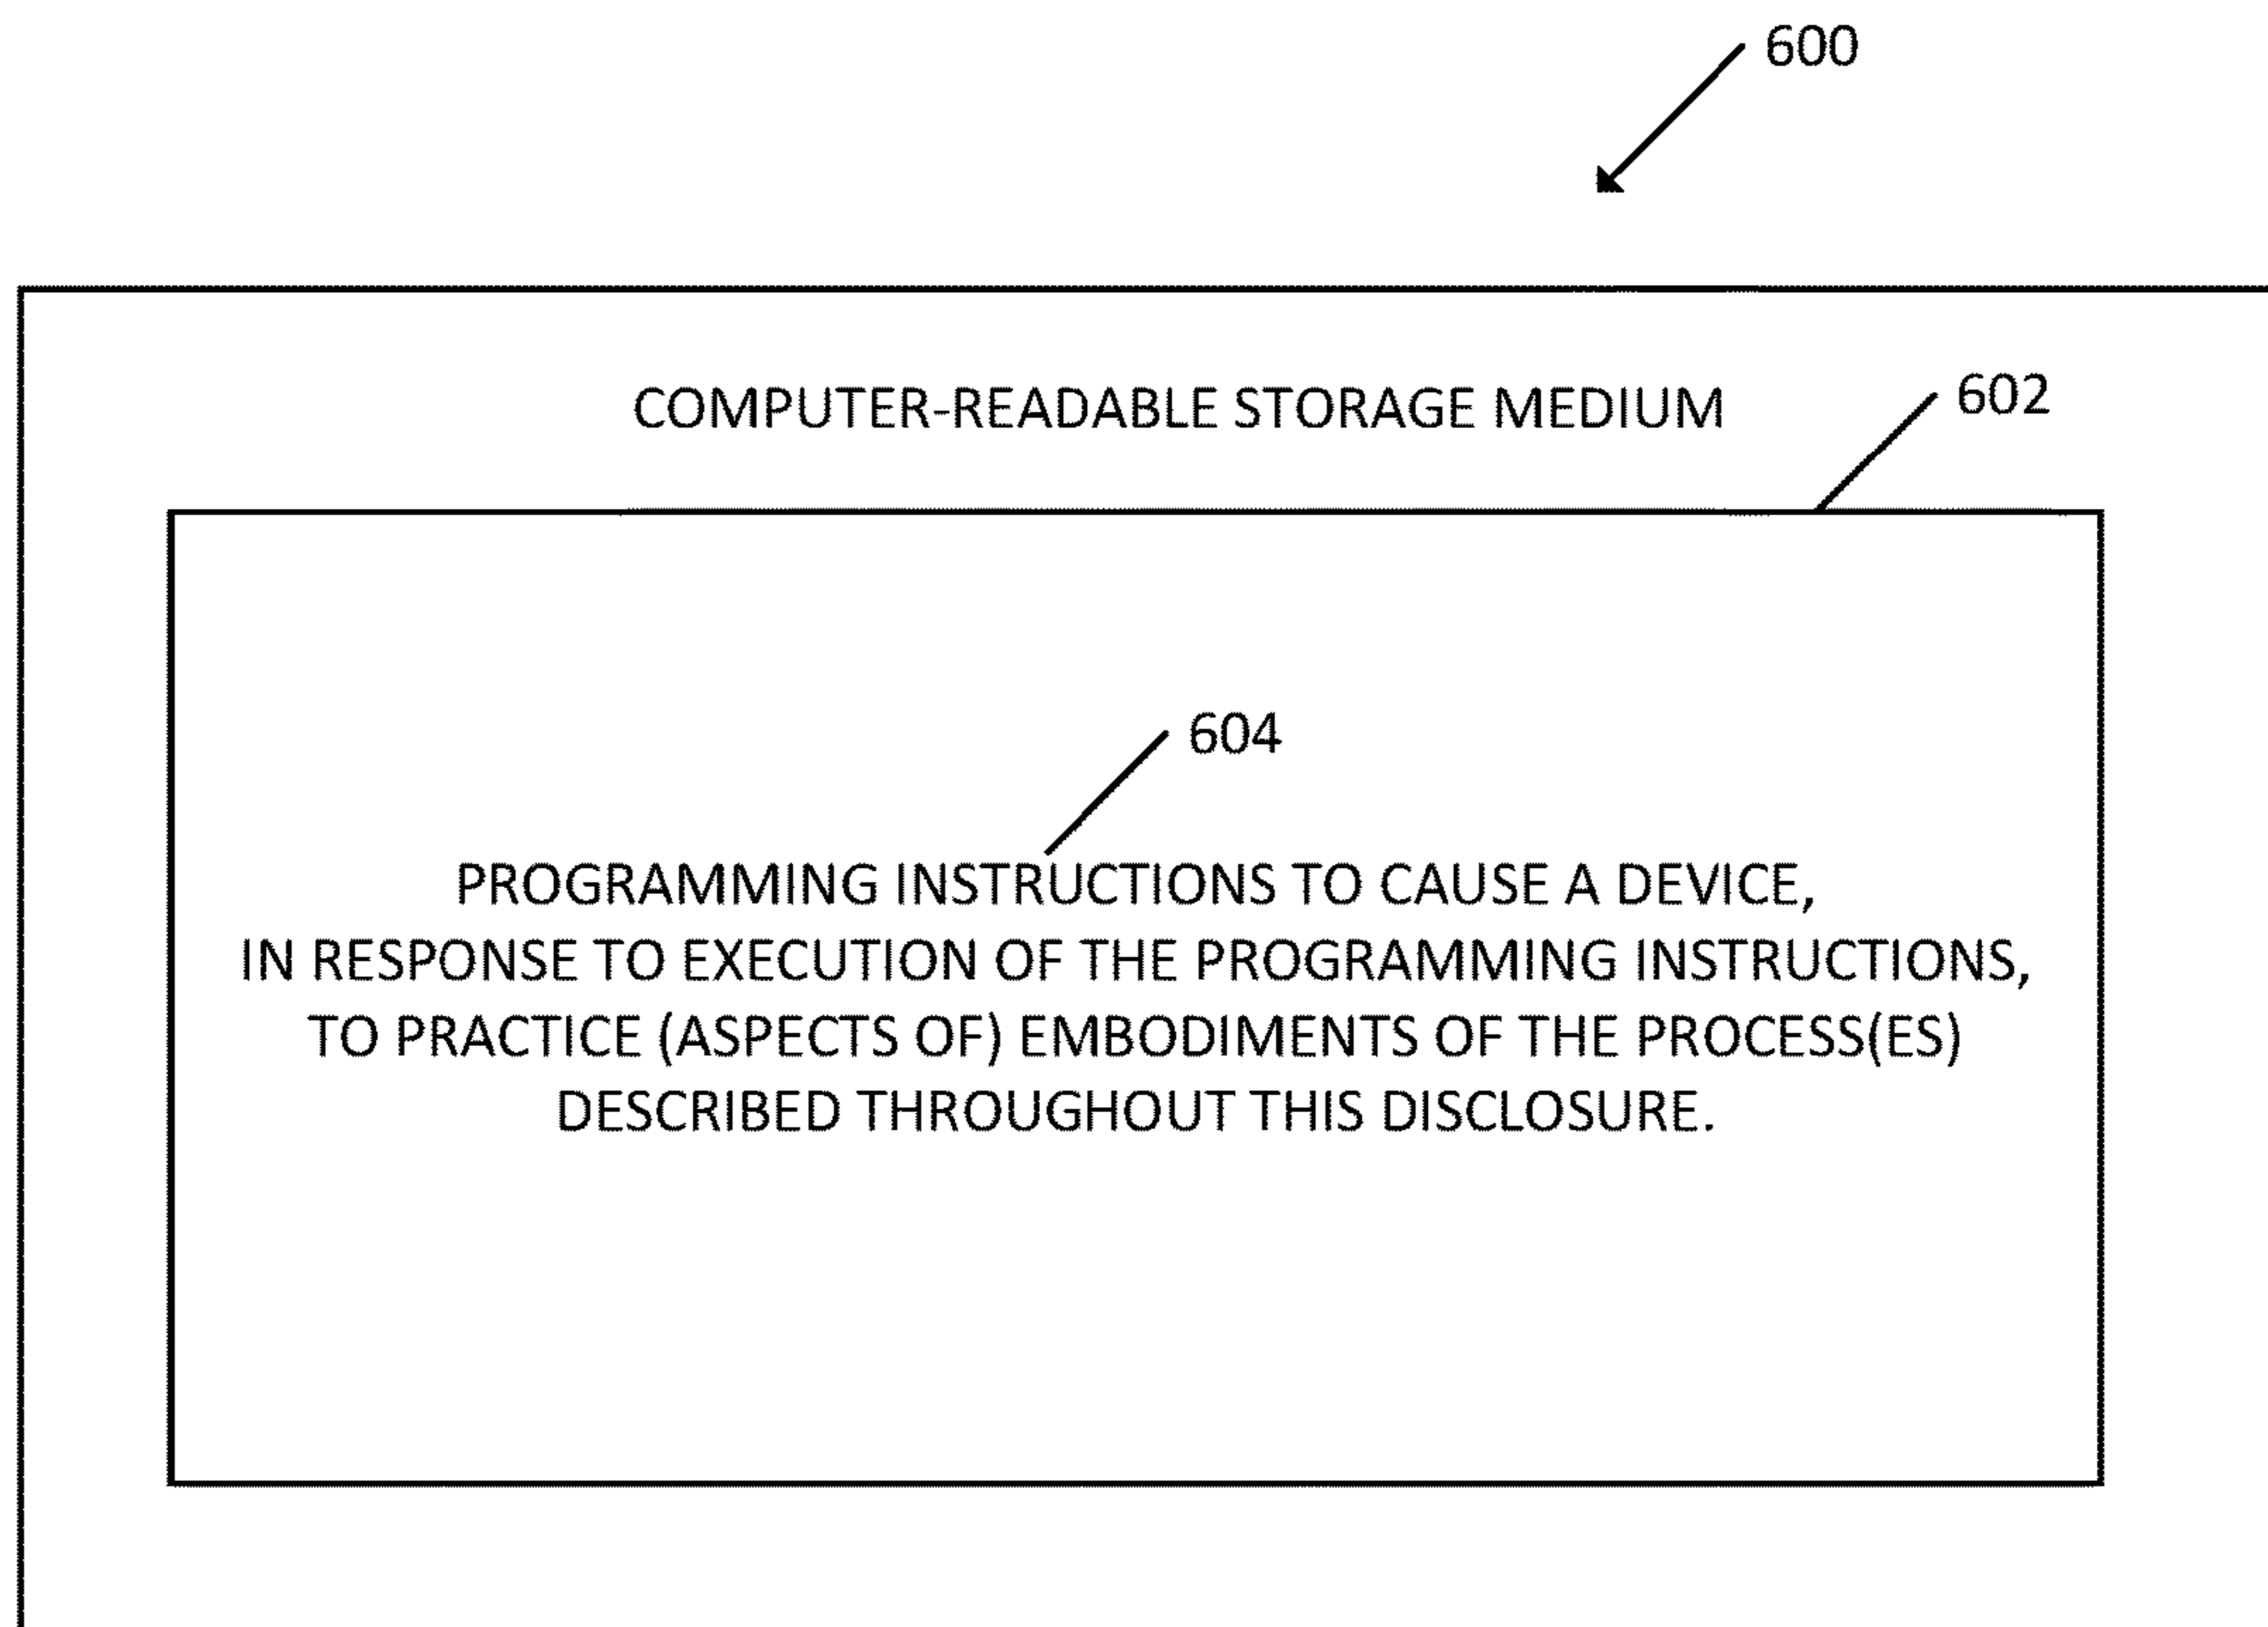 600
COMPUTER-READABLE STORAGE MEDIUM
602
604
PROGRAMMING INSTRUCTIONS TO CAUSE A DEVICE,
IN RESPONSE TO EXECUTION OF THE PROGRAMMING INSTRUCTIONS,
TO PRACTICE (ASPECTS OF) EMBODIMENTS OF THE PROCESS(ES)
DESCRIBED THROUGHOUT THIS DISCLOSURE.